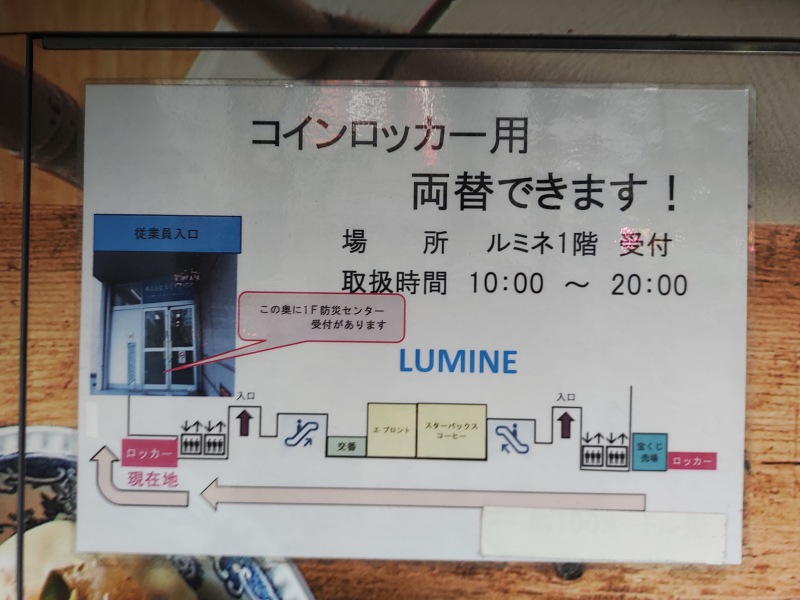 コインロッカー用
両替できます！
場　　所　ルミネ1階　受付
取扱時間　10:00　～　20:00
従業員入口
この奥に1F防災センター
受付があります
LUMINE
入口
入口
ロッカー
交番
エプロント
スターバックス
コーヒー
宝くじ
売場
ロッカー
現在地